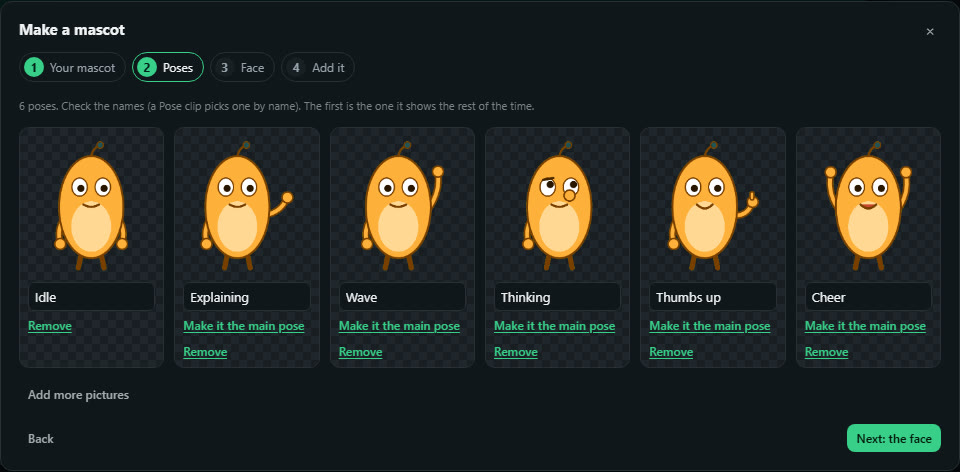 Make a mascot
×
1 Your mascot 2 Poses 3 Face 4 Add it
6 poses. Check the names (a Pose clip picks one by name). The first is the one it shows the rest of the time.
Idle Explaining Wave Thinking Thumbs up Cheer
Remove Make it the main pose Make it the main pose Make it the main pose Make it the main pose Make it the main pose
Remove Remove Remove Remove Remove
Add more pictures
Back Next: the face